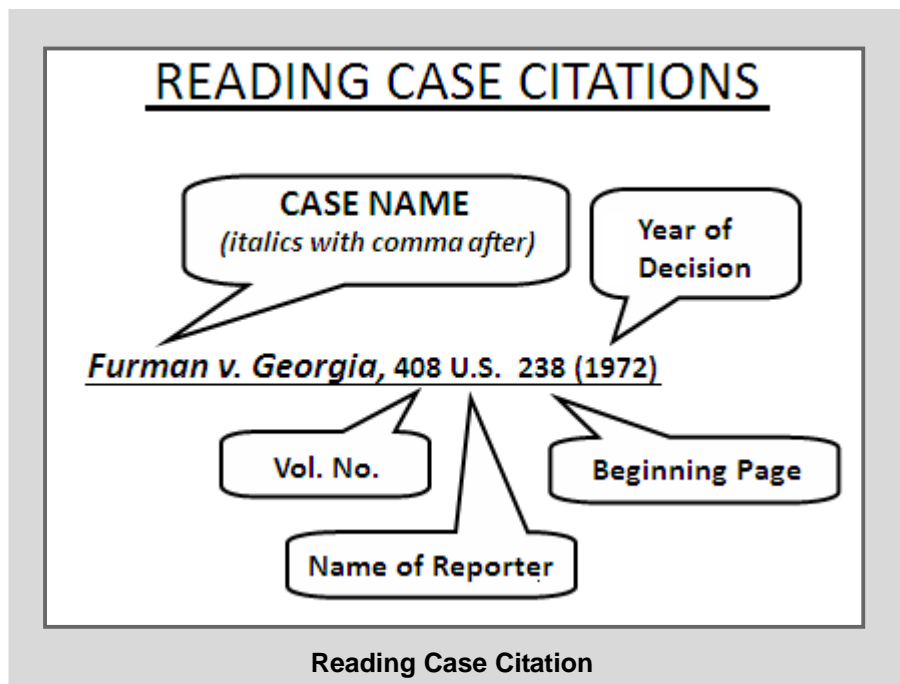 READING CASE CITATIONS
CASE NAME
(italics with comma after)
Year of
Decision
Furman v. Georgia, 408 U.S. 238 (1972)
Vol. No.
Beginning Page
Name of Reporter
Reading Case Citation